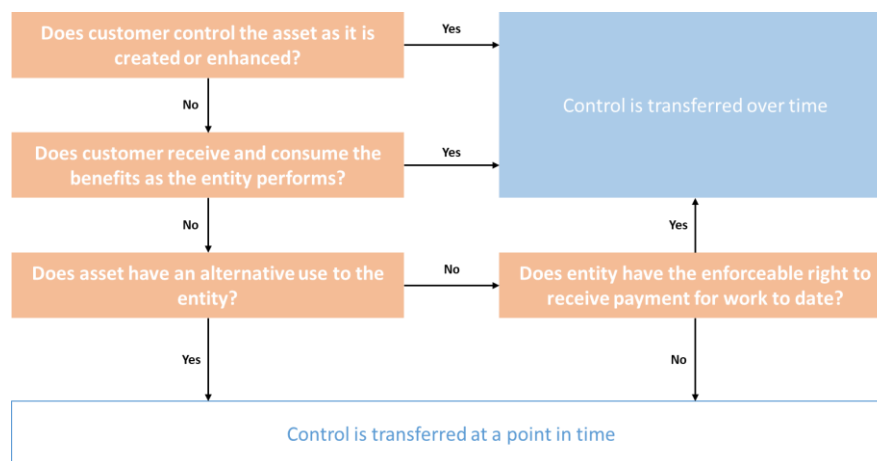 Does customer control the asset as it is
created or enhanced?
Yes
Control is transferred over time
No
Does customer receive and consume the
benefits as the entity performs?
Yes
No
Yes
Does asset have an alternative use to the
entity?
No
Does entity have the enforceable right to
receive payment for work to date?
Yes
No
Control is transferred at a point in time